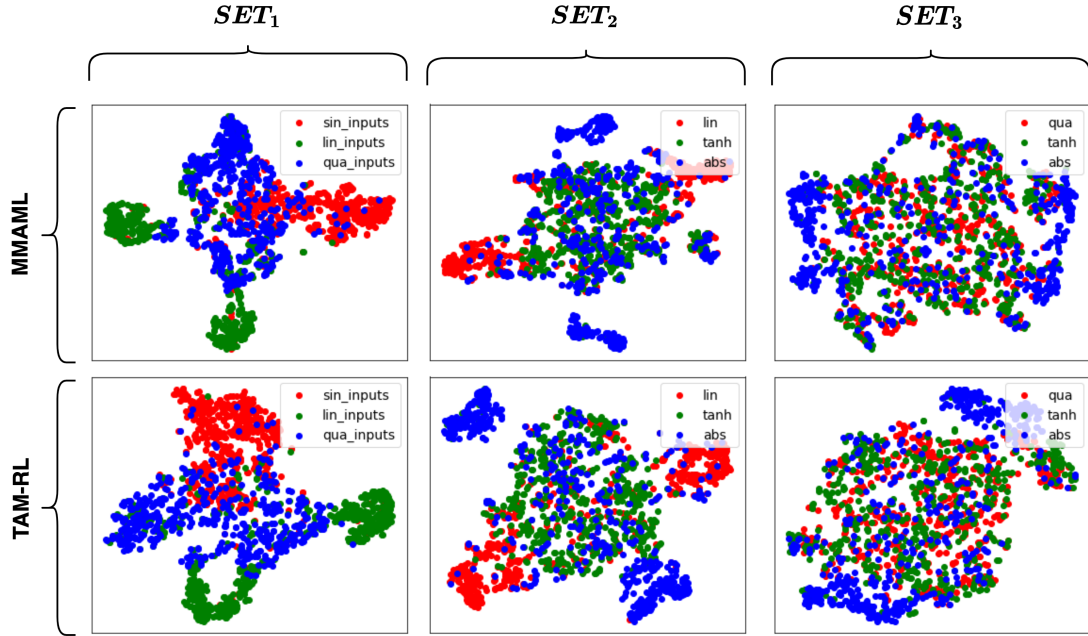 SET₁
SET₂
SET₃
MMAML
sin_inputs
lin_inputs
qua_inputs
lin
tanh
abs
qua
tanh
abs
TAM-RL
sin_inputs
lin_inputs
qua_inputs
lin
tanh
abs
qua
tanh
abs